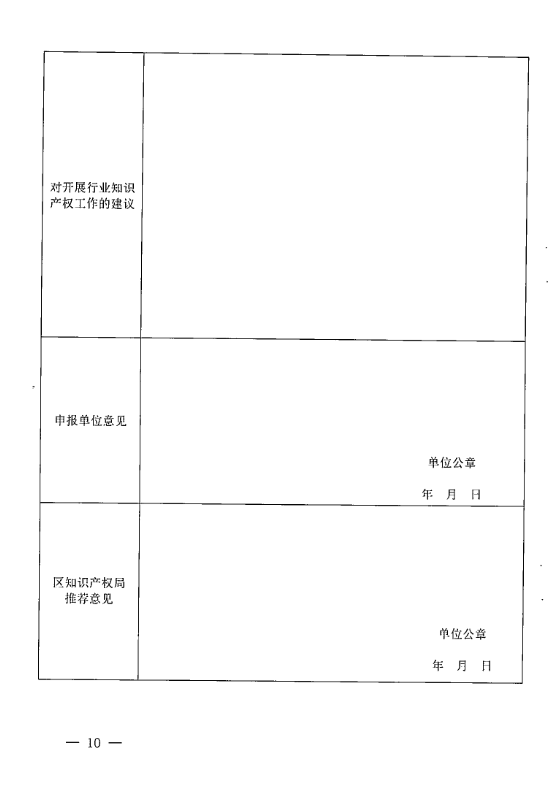 对开展行业知识
产权工作的建议
申报单位意见
单位公章
年 月 日
区知识产权局
推荐意见
单位公章
年 月 日
— 10 —